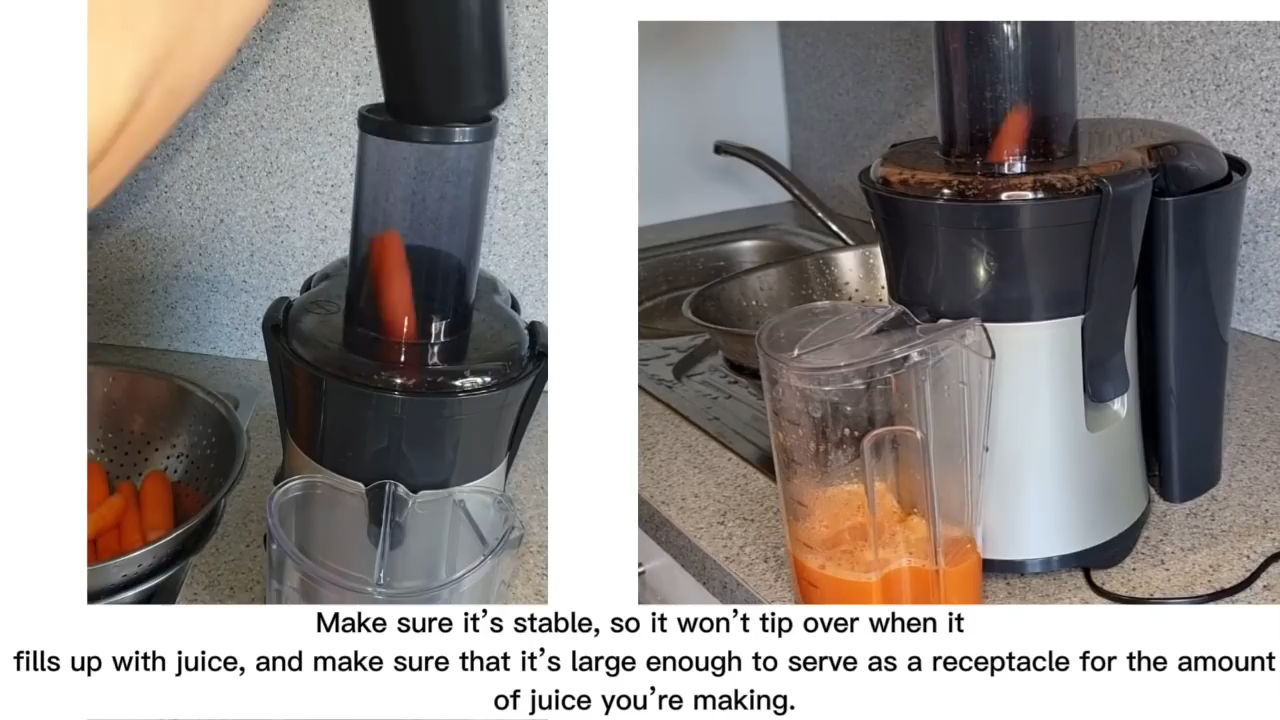 Make sure it’s stable, so it won’t tip over when it
fills up with juice, and make sure that it’s large enough to serve as a receptacle for the amount
of juice you’re making.